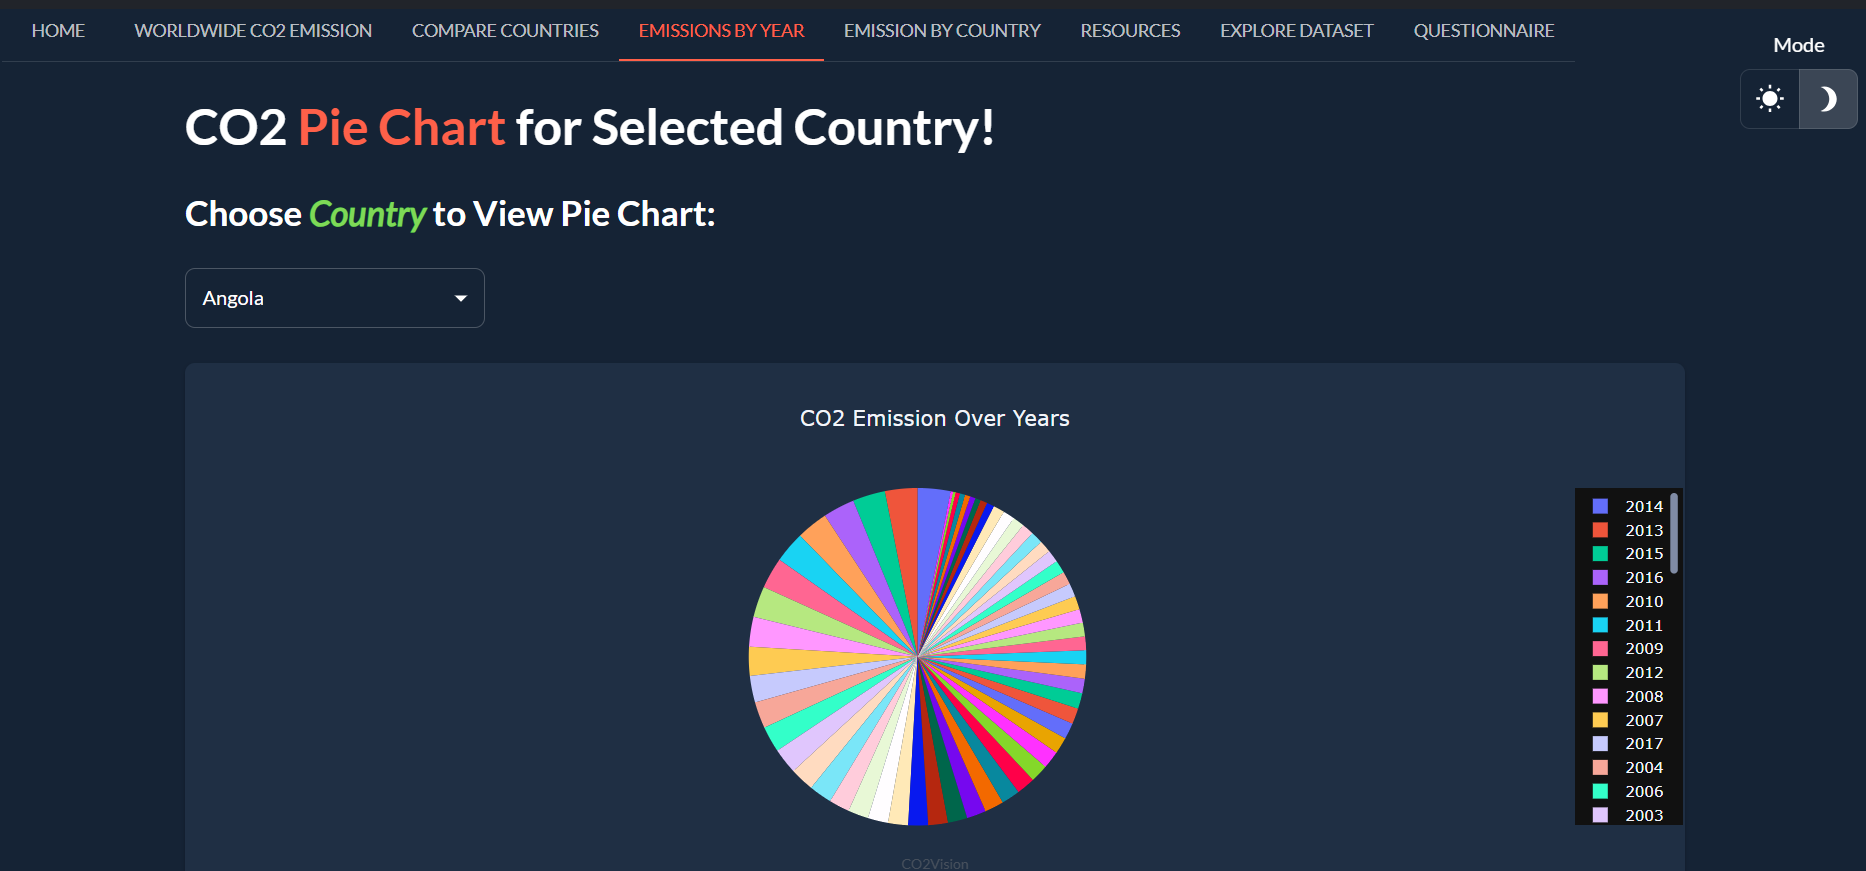 HOME WORLDWIDE CO2 EMISSION COMPARE COUNTRIES EMISSIONS BY YEAR EMISSION BY COUNTRY RESOURCES EXPLORE DATASET QUESTIONNAIRE
Mode
CO2 Pie Chart for Selected Country!
Choose Country to View Pie Chart:
Angola
CO2 Emission Over Years
2014
2013
2015
2016
2010
2011
2009
2012
2008
2007
2017
2004
2006
2003
CO2Vision